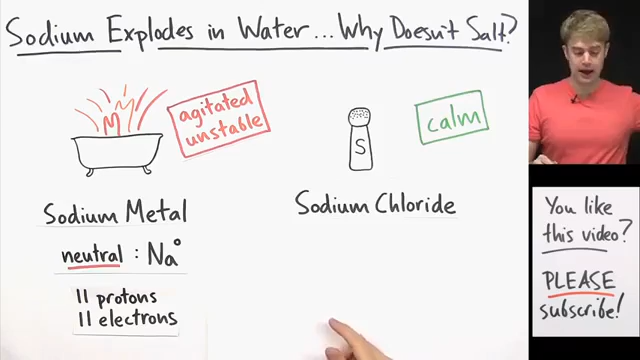 Sodium Explodes in Water...Why Doesn't Salt?
agitated
unstable
S
calm
Sodium Metal
neutral : Na°
11 protons
11 electrons
Sodium Chloride
You like
this video?
PLEASE
subscribe!